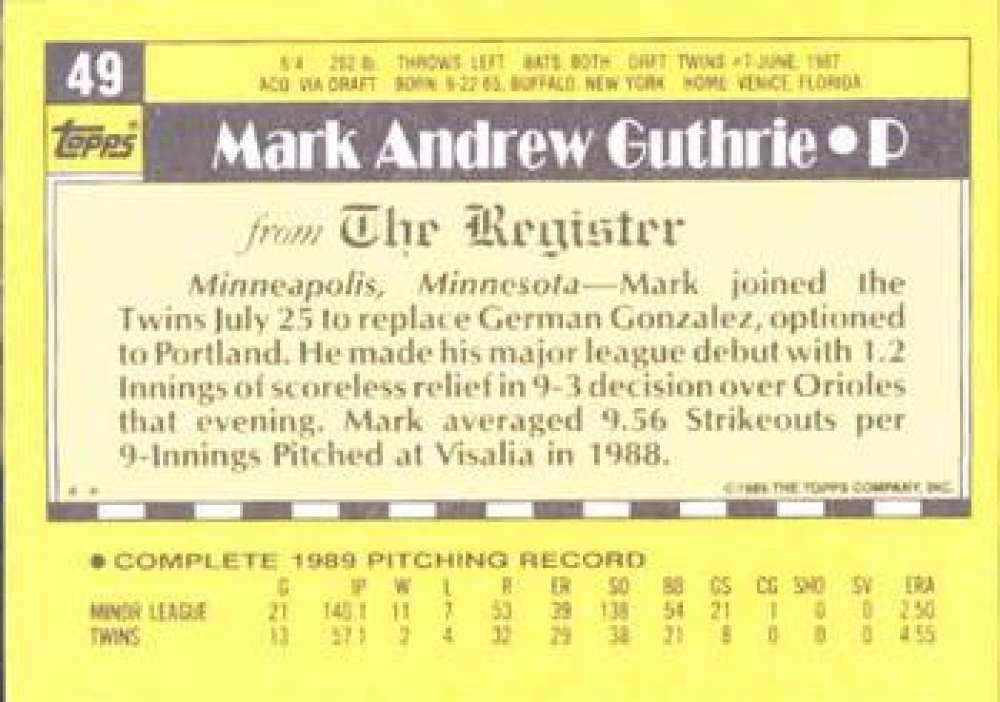 49
6'4 202 lb. THROWS: LEFT BATS: BOTH DRFT: TWINS #7-JUNE, 1987
ACQ: VIA DRAFT BORN: 9-22-65, BUFFALO, NEW YORK HOME: VENICE, FLORIDA
Topps®
Mark Andrew Guthrie • P
from The Register
Minneapolis, Minnesota—Mark joined the
Twins July 25 to replace German Gonzalez, optioned
to Portland. He made his major league debut with 1.2
Innings of scoreless relief in 9-3 decision over Orioles
that evening. Mark averaged 9.56 Strikeouts per
9-Innings Pitched at Visalia in 1988.
* *
© 1989 THE TOPPS COMPANY, INC.
• COMPLETE 1989 PITCHING RECORD
G IP W L R ER SO BB GS CG SHO SV ERA
MINOR LEAGUE 21 140.1 11 7 53 39 138 54 21 1 0 0 2.50
TWINS 13 57.1 2 4 32 29 38 21 8 0 0 0 4.55